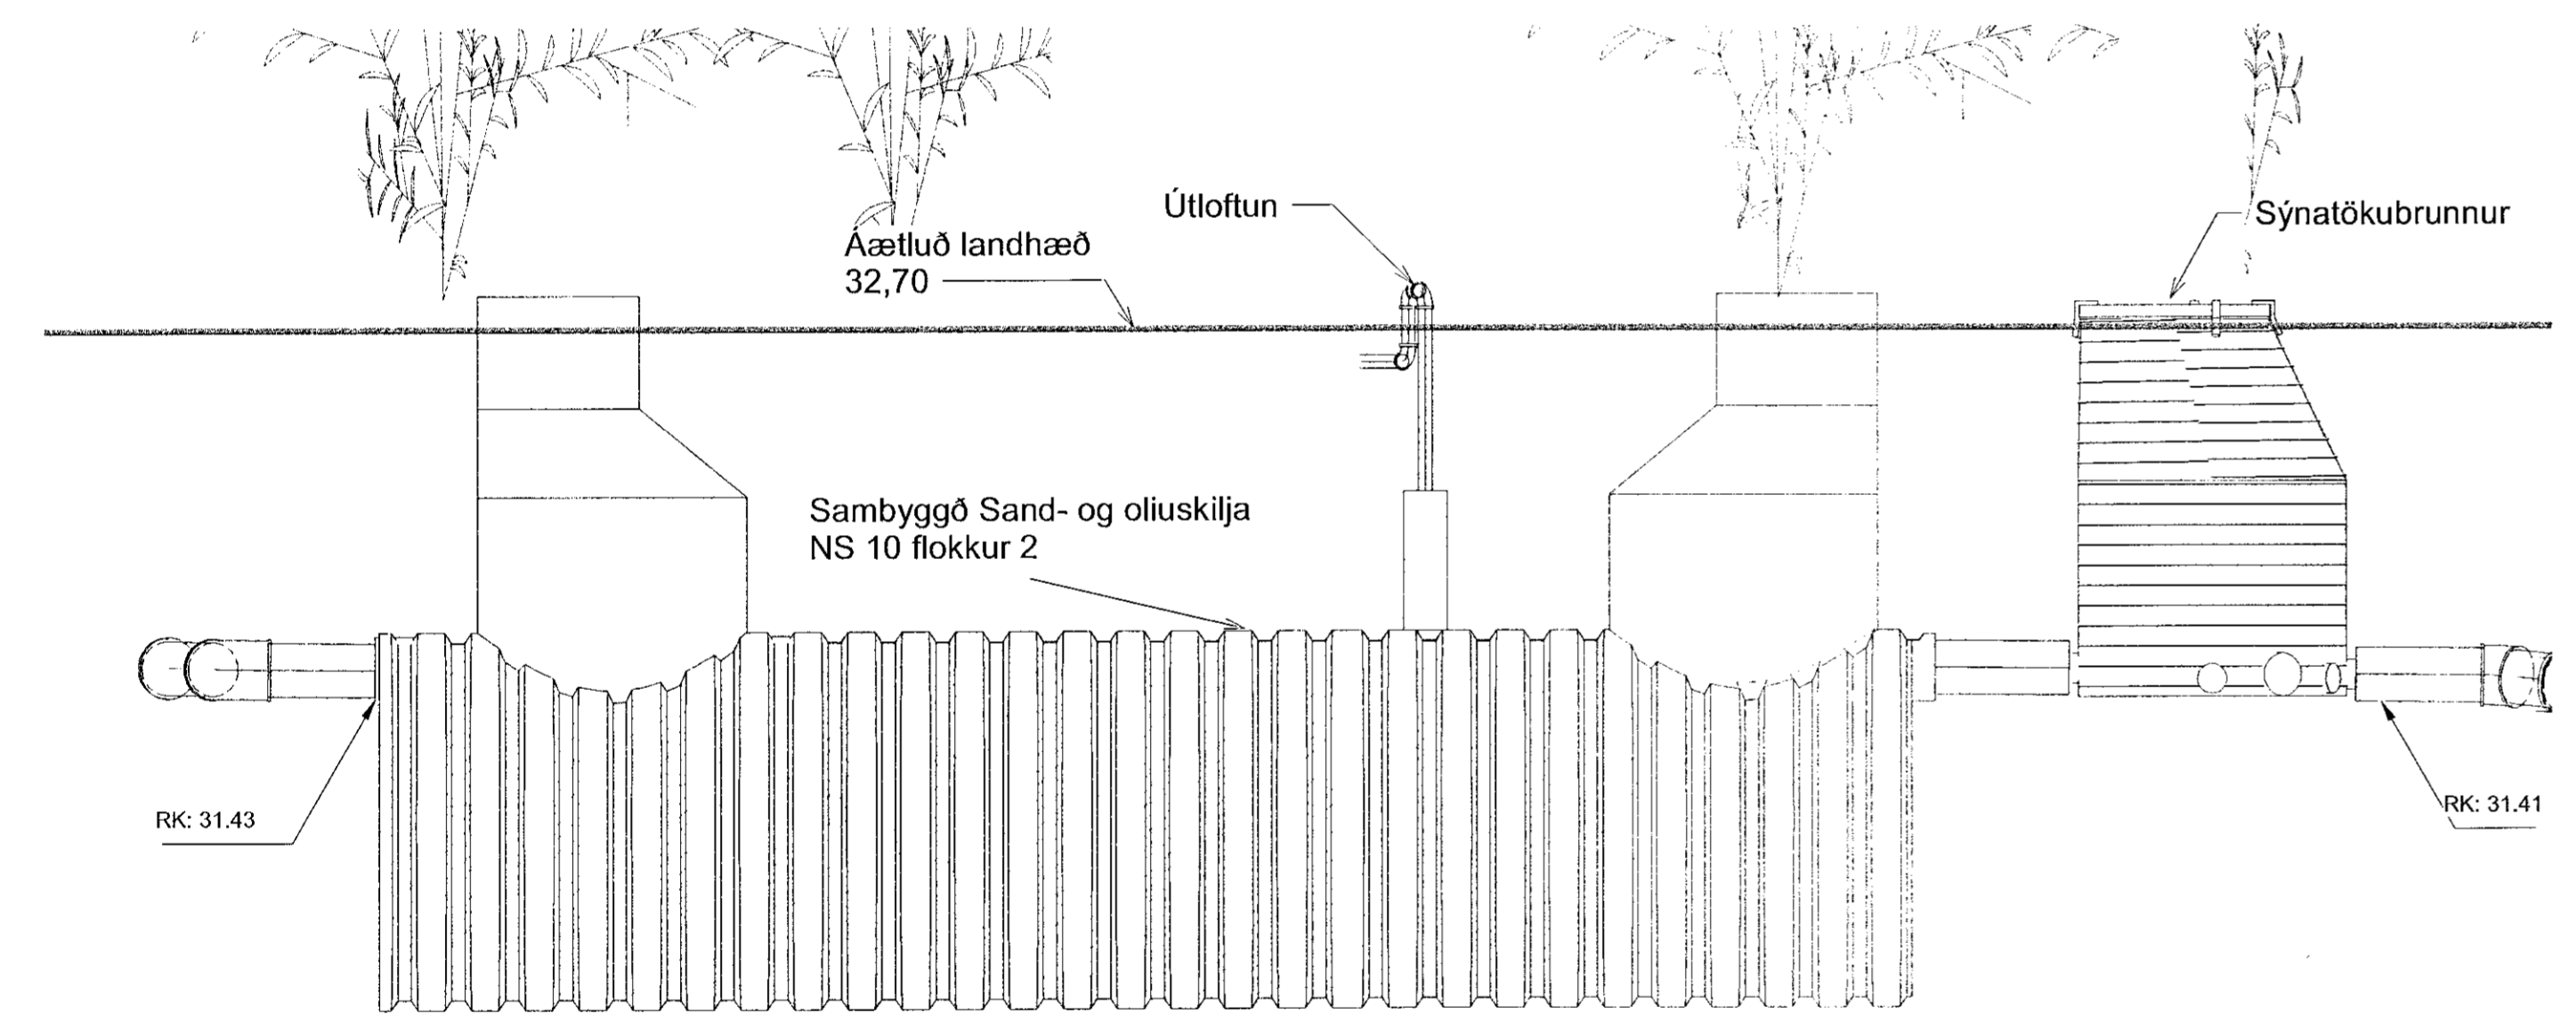 Útloftun
Sýnatökubrunnur
Áætluð landhæð
32,70
Sambyggð Sand- og oliuskilja
NS 10 flokkur 2
RK: 31.43
RK: 31.41